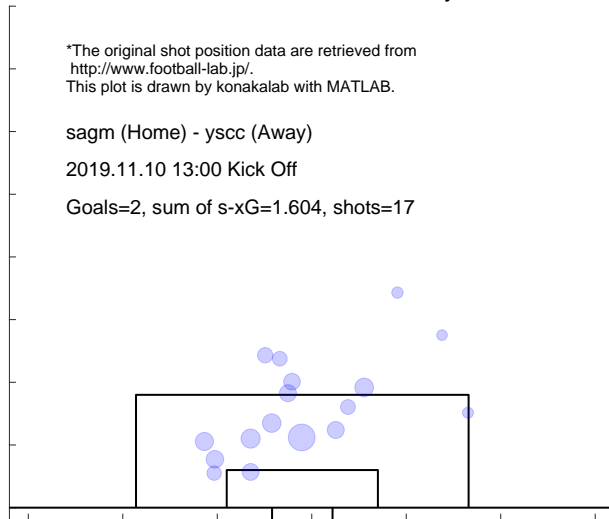 *The original shot position data are retrieved from
http://www.football-lab.jp/.
This plot is drawn by konakalab with MATLAB.
sagm (Home) - yscc (Away)
2019.11.10 13:00 Kick Off
Goals=2, sum of s-xG=1.604, shots=17